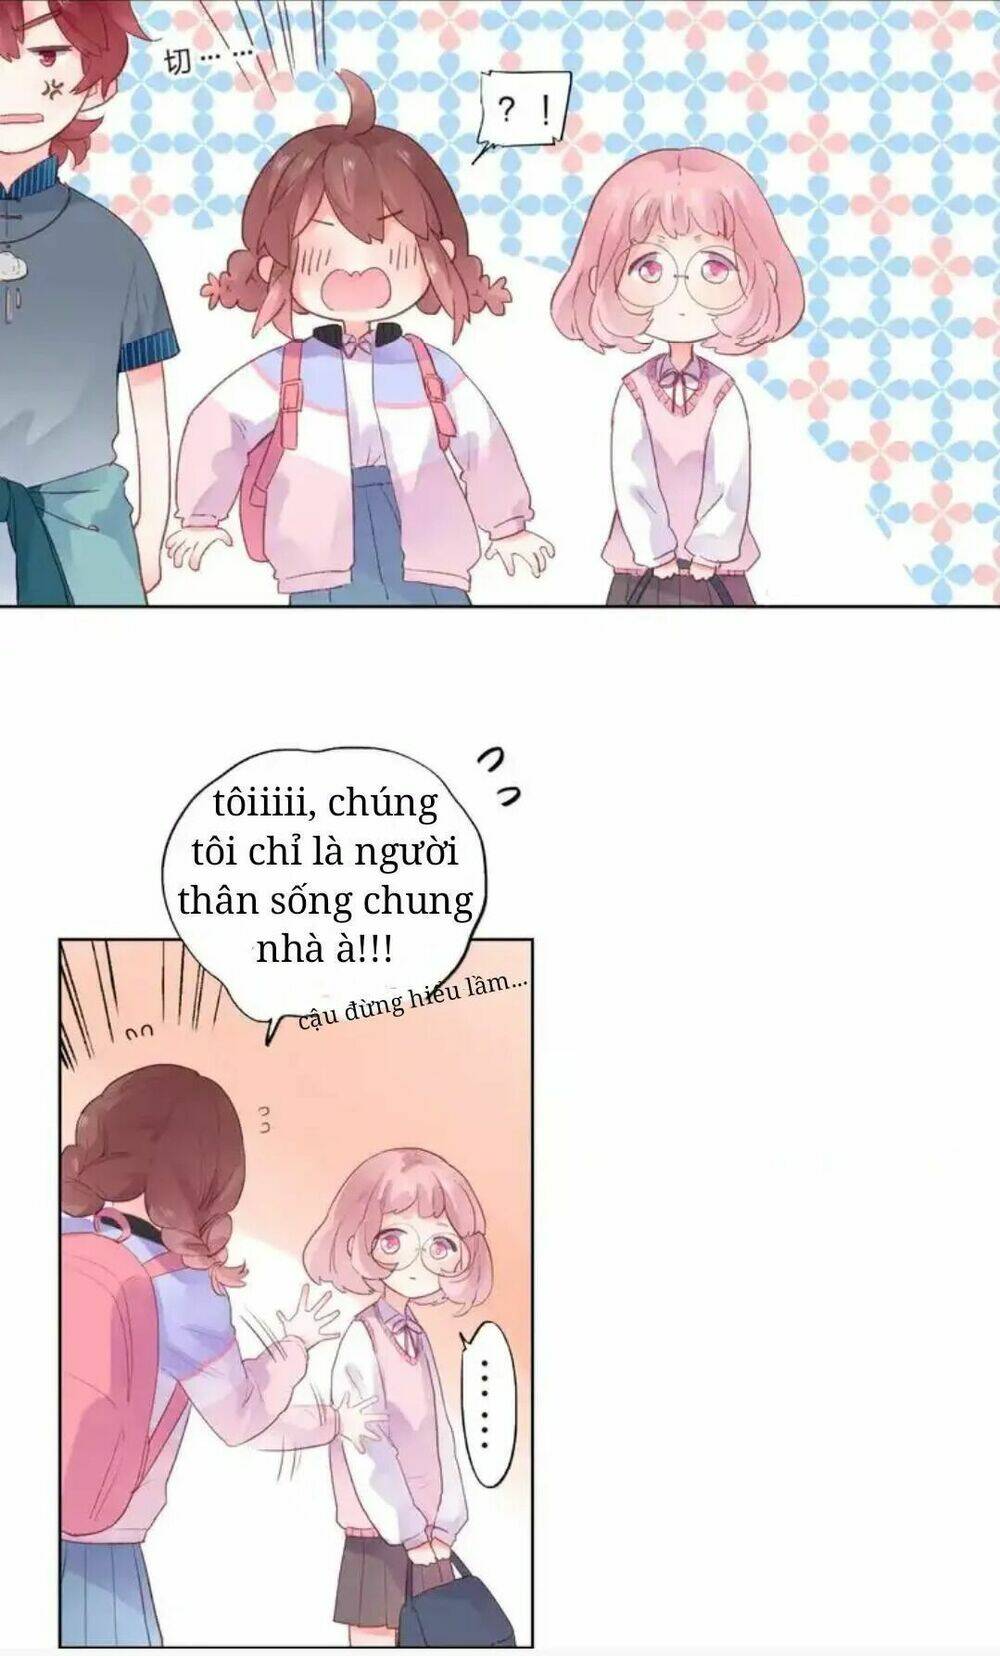 切……
？！
tôiiiii, chúng
tôi chỉ là người
thân sống chung
nhà à!!!
cậu đừng hiểu lầm...
......